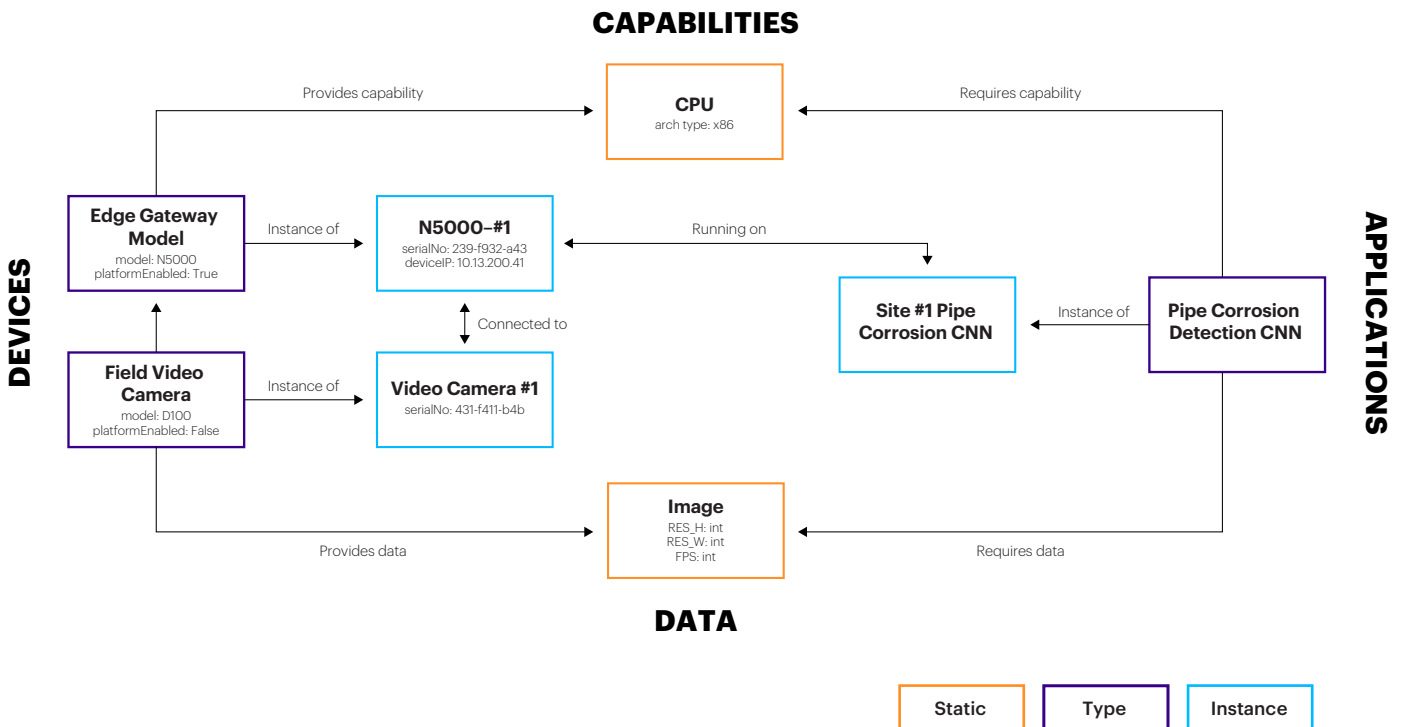 CAPABILITIES
Provides capability
CPU
arch type: x86
Requires capability
DEVICES
Edge Gateway
Model
model: N5000
platformEnabled: True
Instance of
N5000–#1
serialNo: 239-f932-a43
deviceIP: 10.13.200.41
Running on
Connected to
Site #1 Pipe
Corrosion CNN
Instance of
Pipe Corrosion
Detection CNN
APPLICATIONS
Field Video
Camera
model: D100
platformEnabled: False
Instance of
Video Camera #1
serialNo: 431-f411-b4b
Provides data
Image
RES_H: int
RES_W: int
FPS: int
Requires data
DATA
Static
Type
Instance